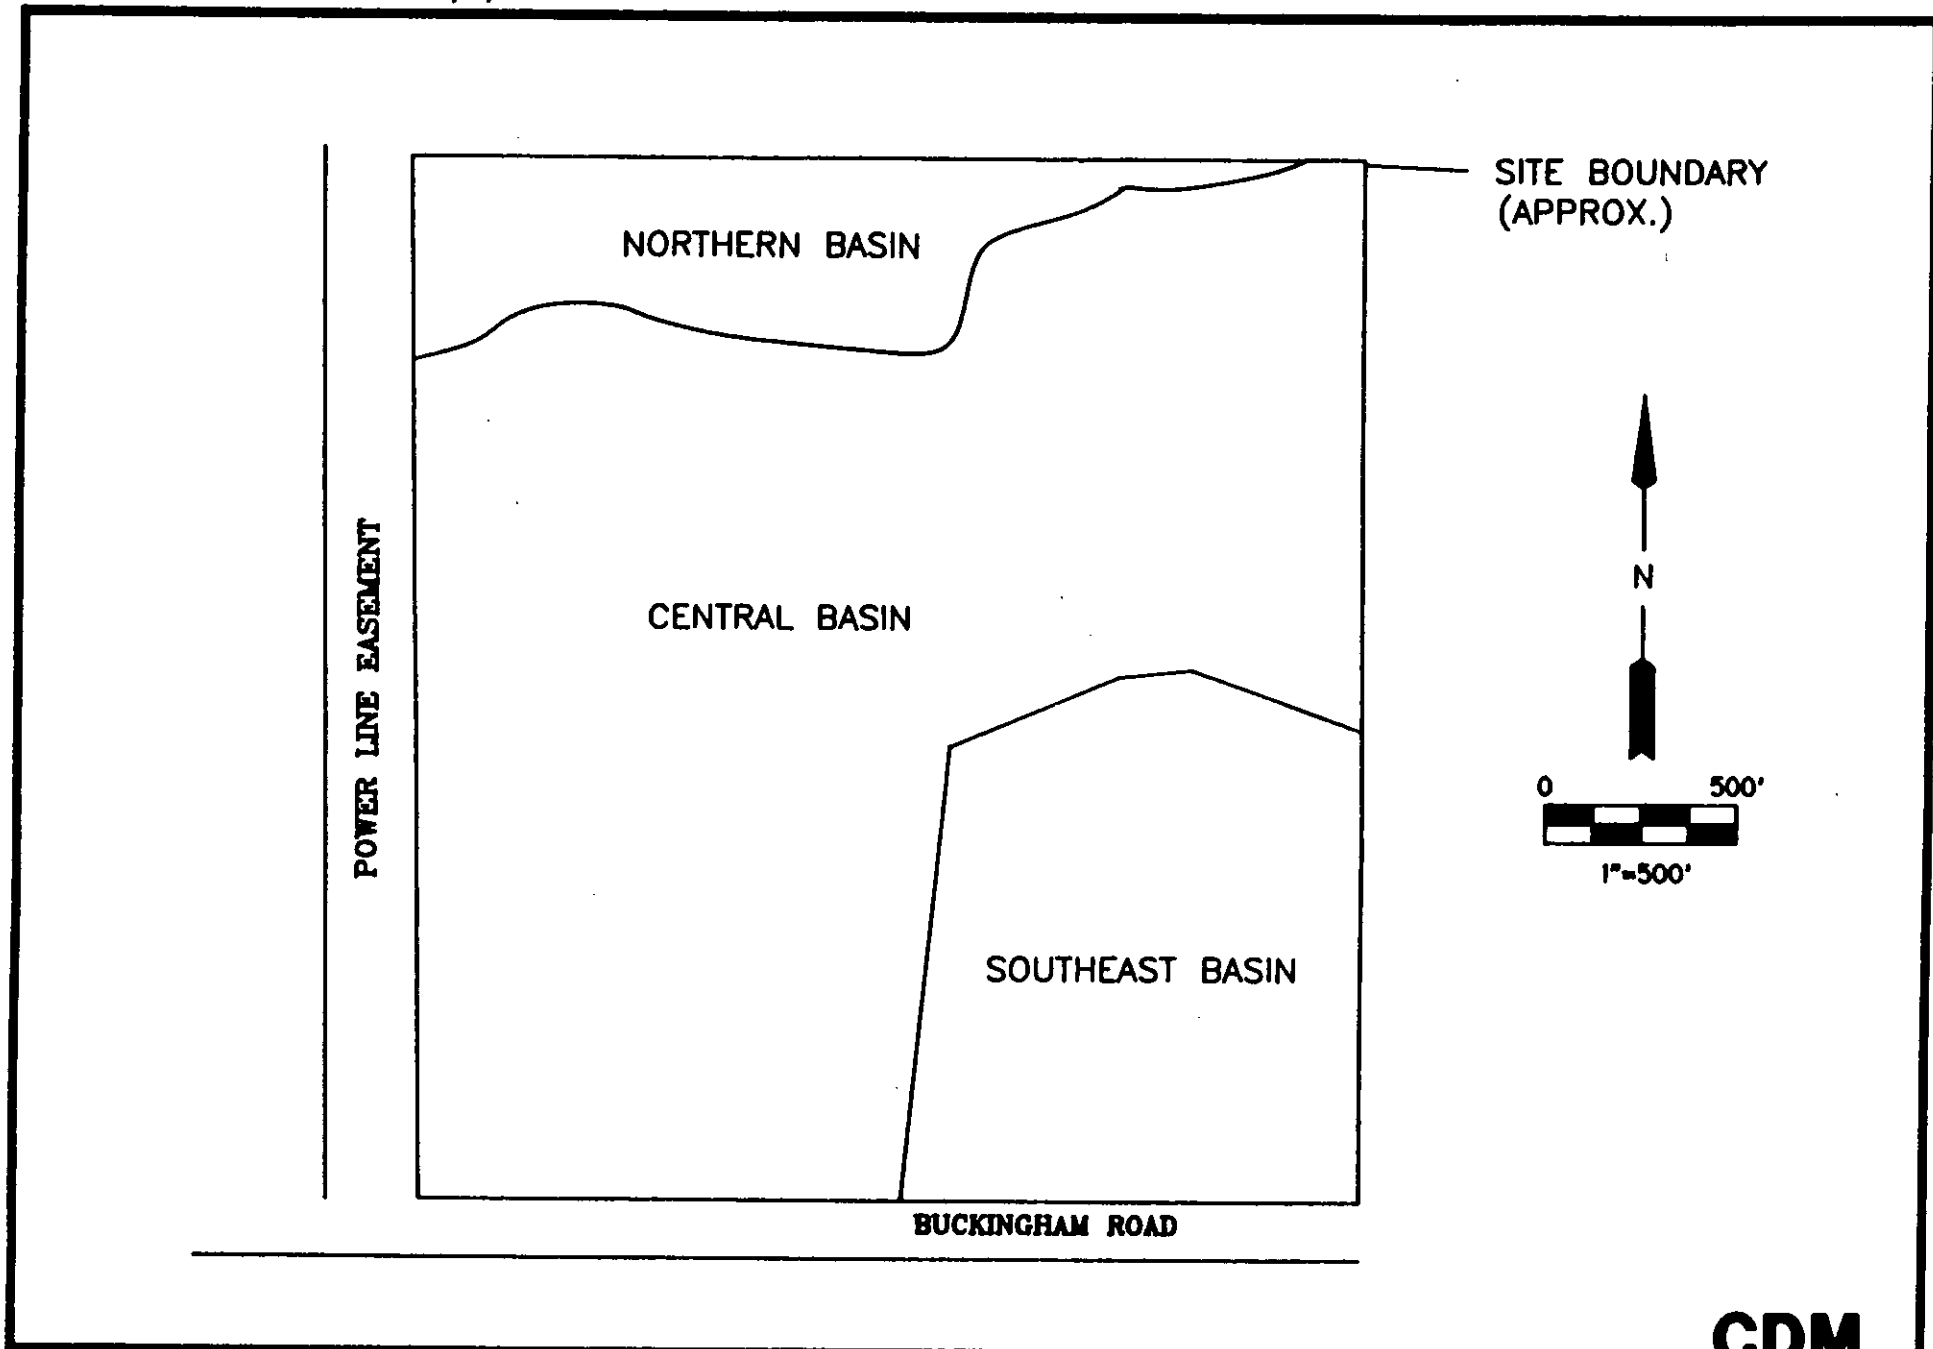 SITE BOUNDARY
(APPROX.)
NORTHERN BASIN
POWER LINE EASEMENT
CENTRAL BASIN
N
0 500'
1"=500'
SOUTHEAST BASIN
BUCKINGHAM ROAD
CDM